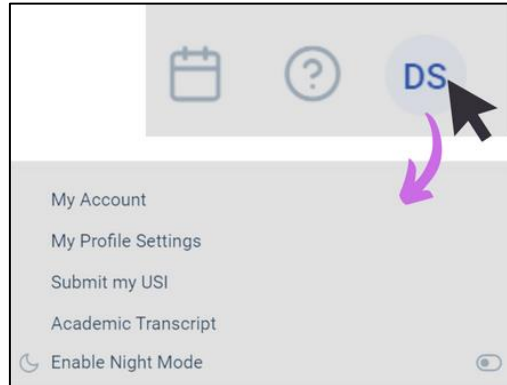 DS
My Account
My Profile Settings
Submit my USI
Academic Transcript
Enable Night Mode